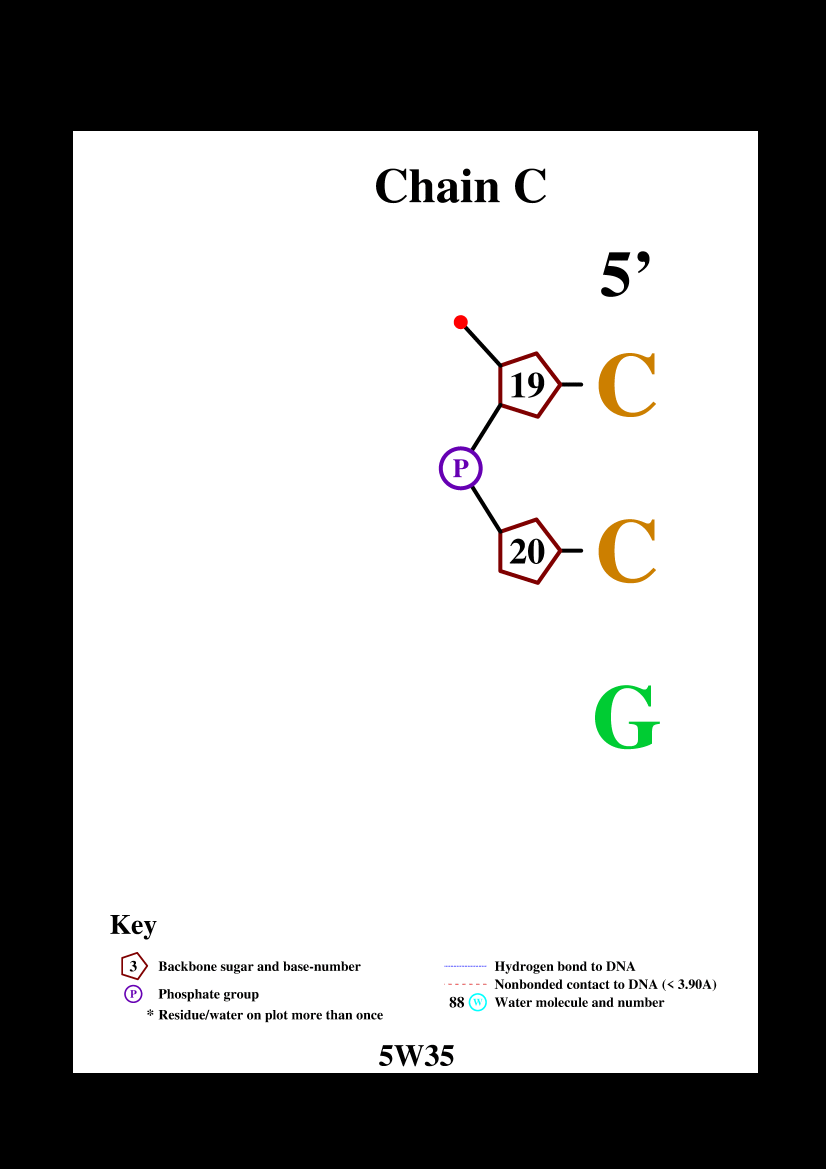 Chain C
5’
19 C
P
20 C
G
Key
3 Backbone sugar and base-number
P Phosphate group
* Residue/water on plot more than once
Hydrogen bond to DNA
Nonbonded contact to DNA (< 3.90A)
88 W Water molecule and number
5W35